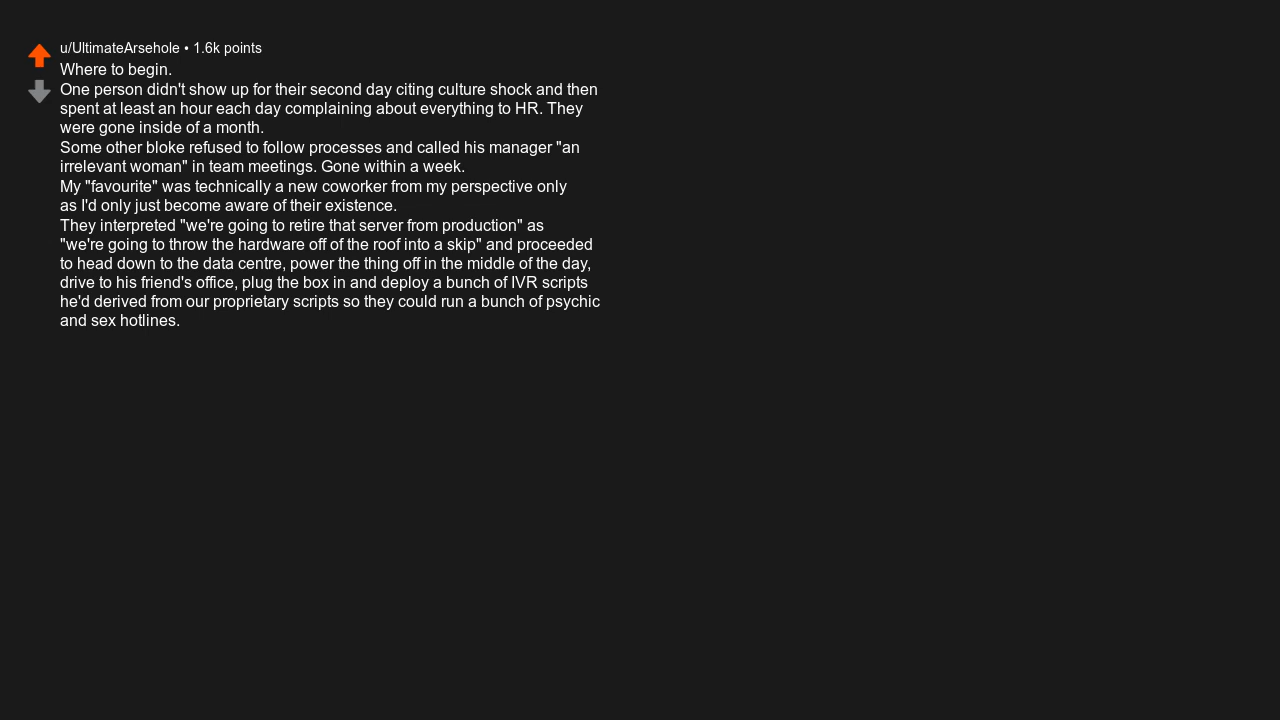 u/UltimateArsehole • 1.6k points
Where to begin.
One person didn't show up for their second day citing culture shock and then
spent at least an hour each day complaining about everything to HR. They
were gone inside of a month.
Some other bloke refused to follow processes and called his manager "an
irrelevant woman" in team meetings. Gone within a week.
My "favourite" was technically a new coworker from my perspective only
as I'd only just become aware of their existence.
They interpreted "we're going to retire that server from production" as
"we're going to throw the hardware off of the roof into a skip" and proceeded
to head down to the data centre, power the thing off in the middle of the day,
drive to his friend's office, plug the box in and deploy a bunch of IVR scripts
he'd derived from our proprietary scripts so they could run a bunch of psychic
and sex hotlines.